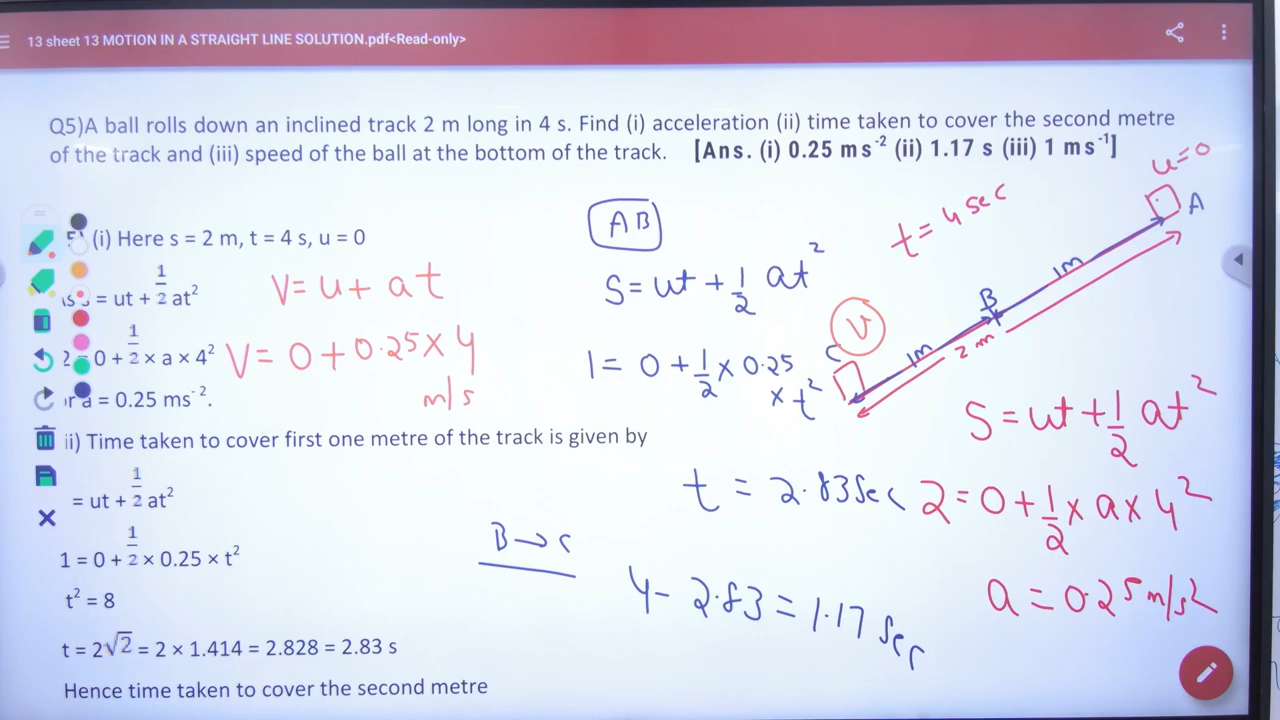 13 sheet 13 MOTION IN A STRAIGHT LINE SOLUTION.pdf<Read-only>
Q5)A ball rolls down an inclined track 2 m long in 4 s. Find (i) acceleration (ii) time taken to cover the second metre
of the track and (iii) speed of the ball at the bottom of the track. [Ans. (i) 0.25 ms⁻² (ii) 1.17 s (iii) 1 ms⁻¹]
(i) Here s = 2 m, t = 4 s, u = 0
= ut + 1/2 at²
0 + 1/2 × a × 4²
a = 0.25 ms⁻².
ii) Time taken to cover first one metre of the track is given by
= ut + 1/2 at²
1 = 0 + 1/2 × 0.25 × t²
t² = 8
t = 2√2 = 2 × 1.414 = 2.828 = 2.83 s
Hence time taken to cover the second metre
V = u + at
V = 0 + 0.25 × 4
m/s
AB
S = ut + 1/2 at²
1 = 0 + 1/2 × 0.25
× t²
t = 2.83 Sec
B → C
4 - 2.83 = 1.17 Sec
t = 4 sec
u = 0
A
1m
B
2 m
1m
C
V
S = ut + 1/2 at²
2 = 0 + 1/2 × a × 4²
a = 0.25 m/s²